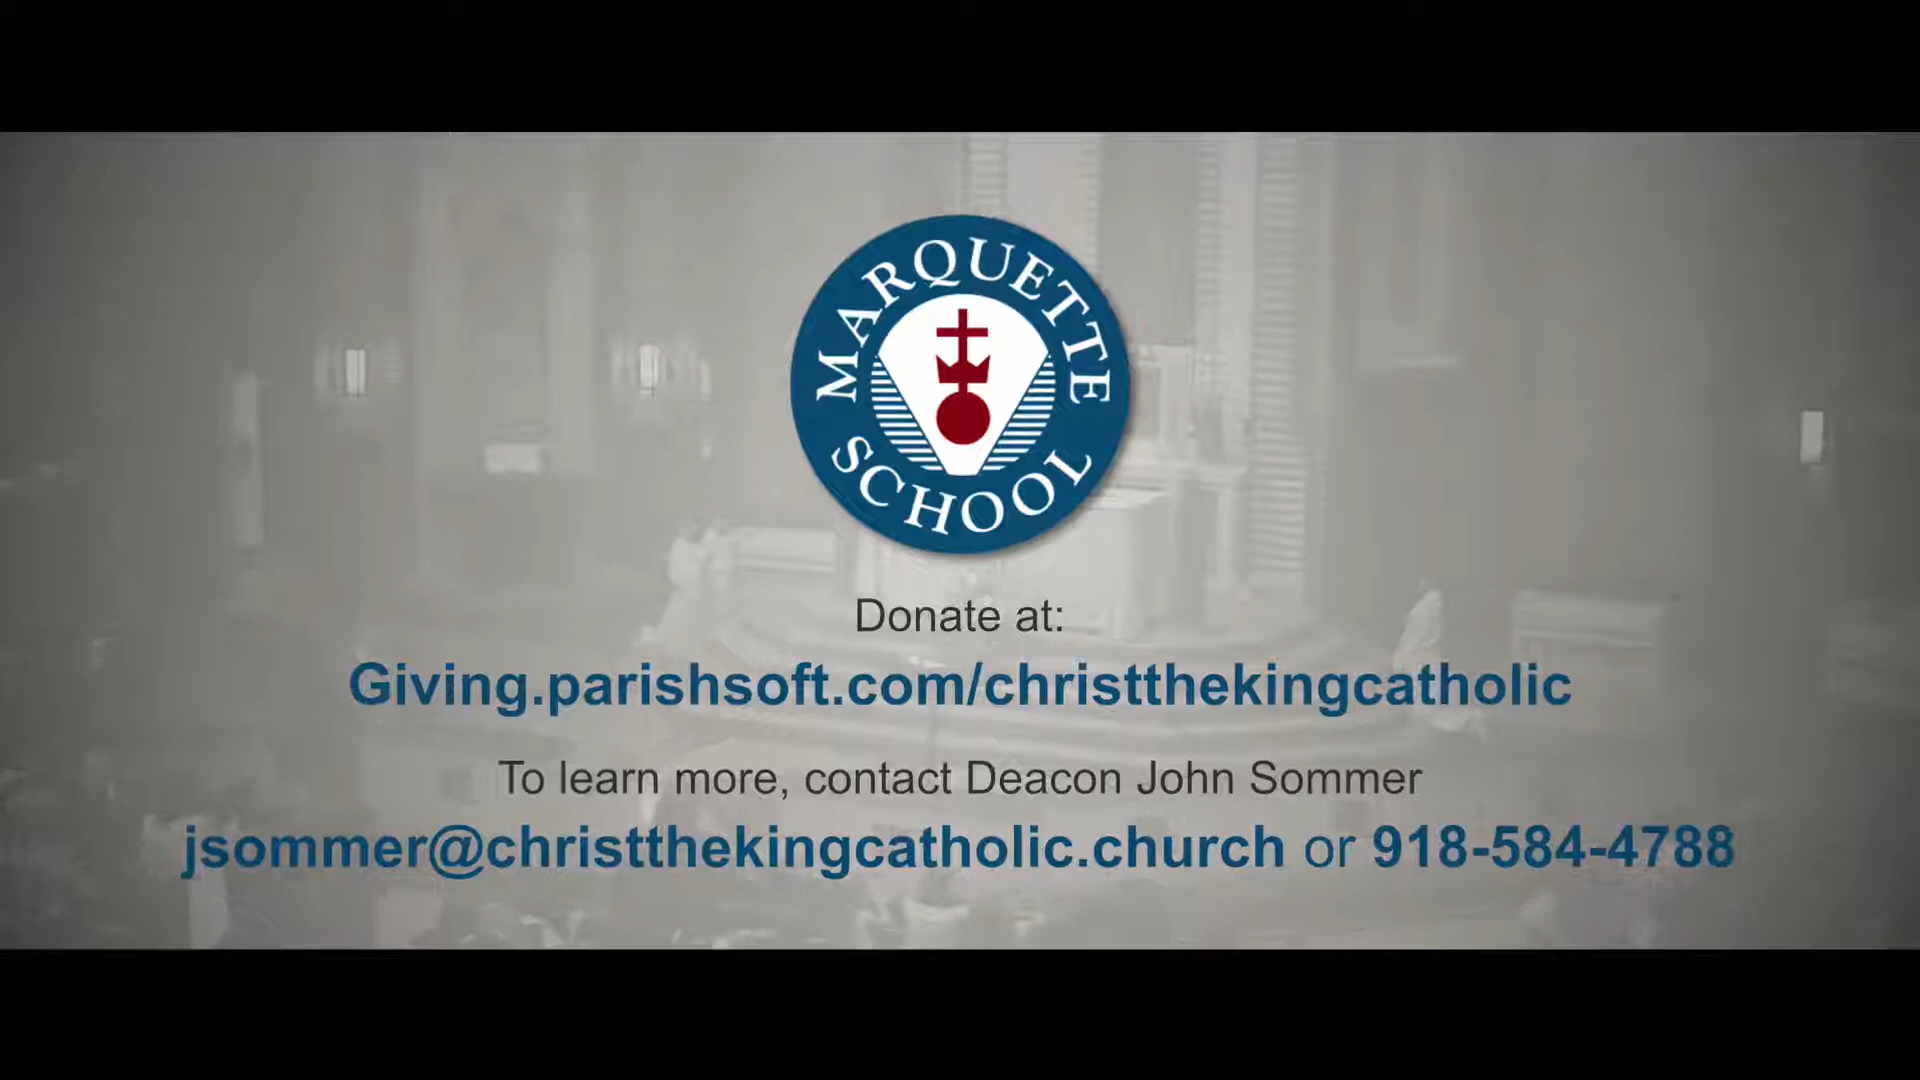 MARQUETTE
SCHOOL
Donate at:
Giving.parishsoft.com/christthekingcatholic
To learn more, contact Deacon John Sommer
jsommer@christthekingcatholic.church or 918-584-4788